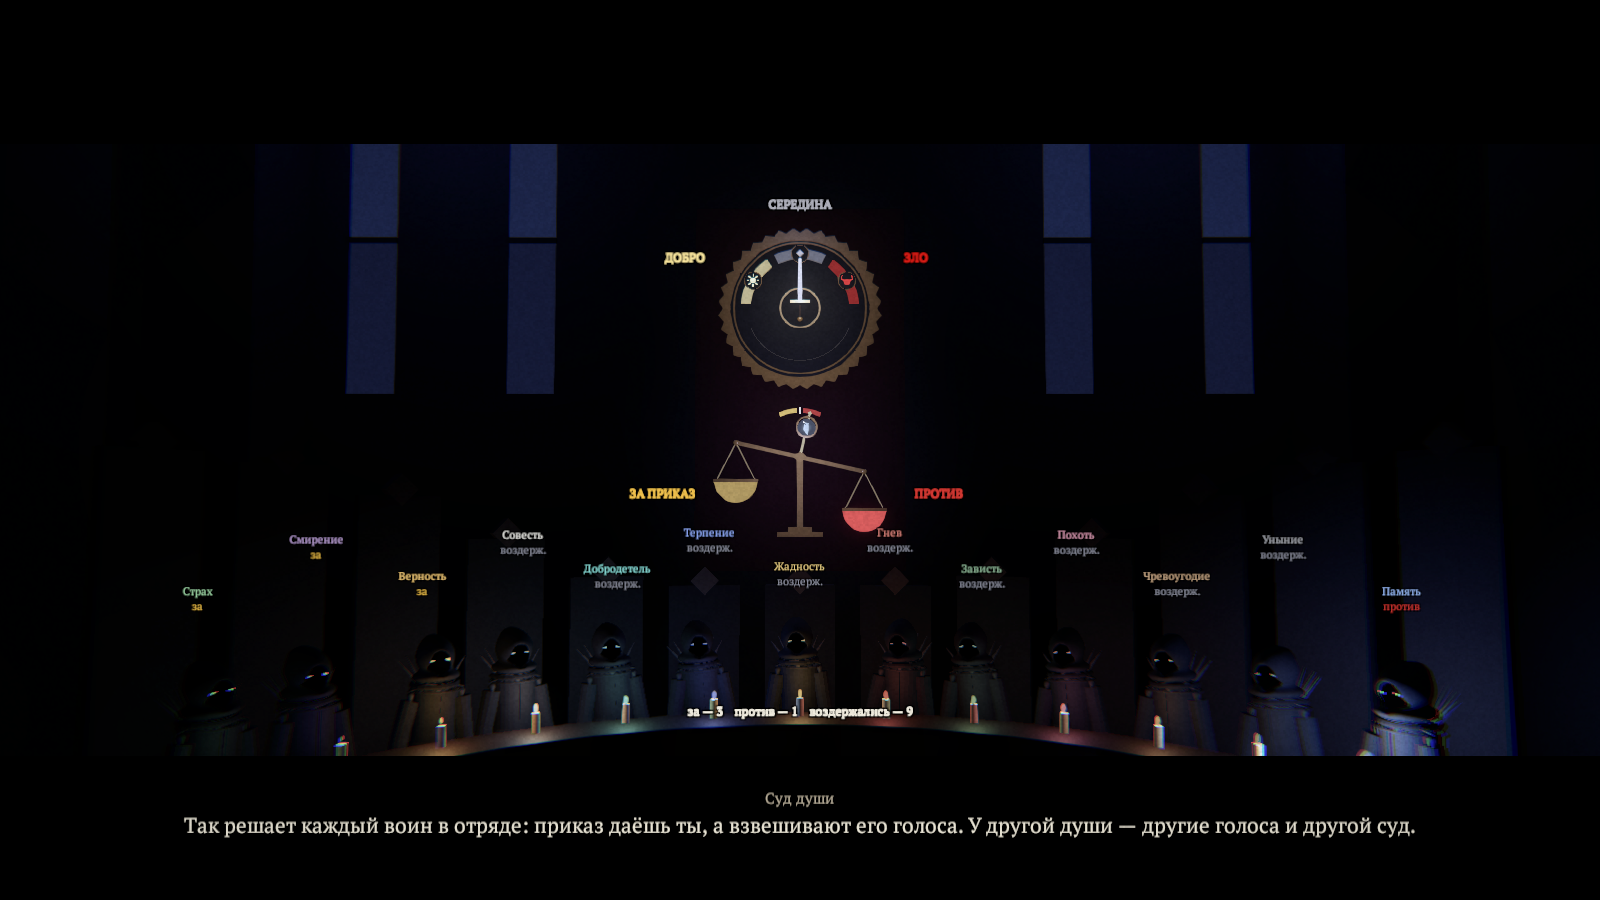 СЕРЕДИНА
ДОБРО
ЗЛО
ЗА ПРИКАЗ
ПРОТИВ
Смирение
за
Совесть
воздерж.
Терпение
воздерж.
Гнев
воздерж.
Похоть
воздерж.
Уныние
воздерж.
Страх
за
Верность
за
Добродетель
воздерж.
Жадность
воздерж.
Зависть
воздерж.
Чревоугодие
воздерж.
Память
против
за — 3 против — 1 воздержались — 9
Суд души
Так решает каждый воин в отряде: приказ даёшь ты, а взвешивают его голоса. У другой души — другие голоса и другой суд.